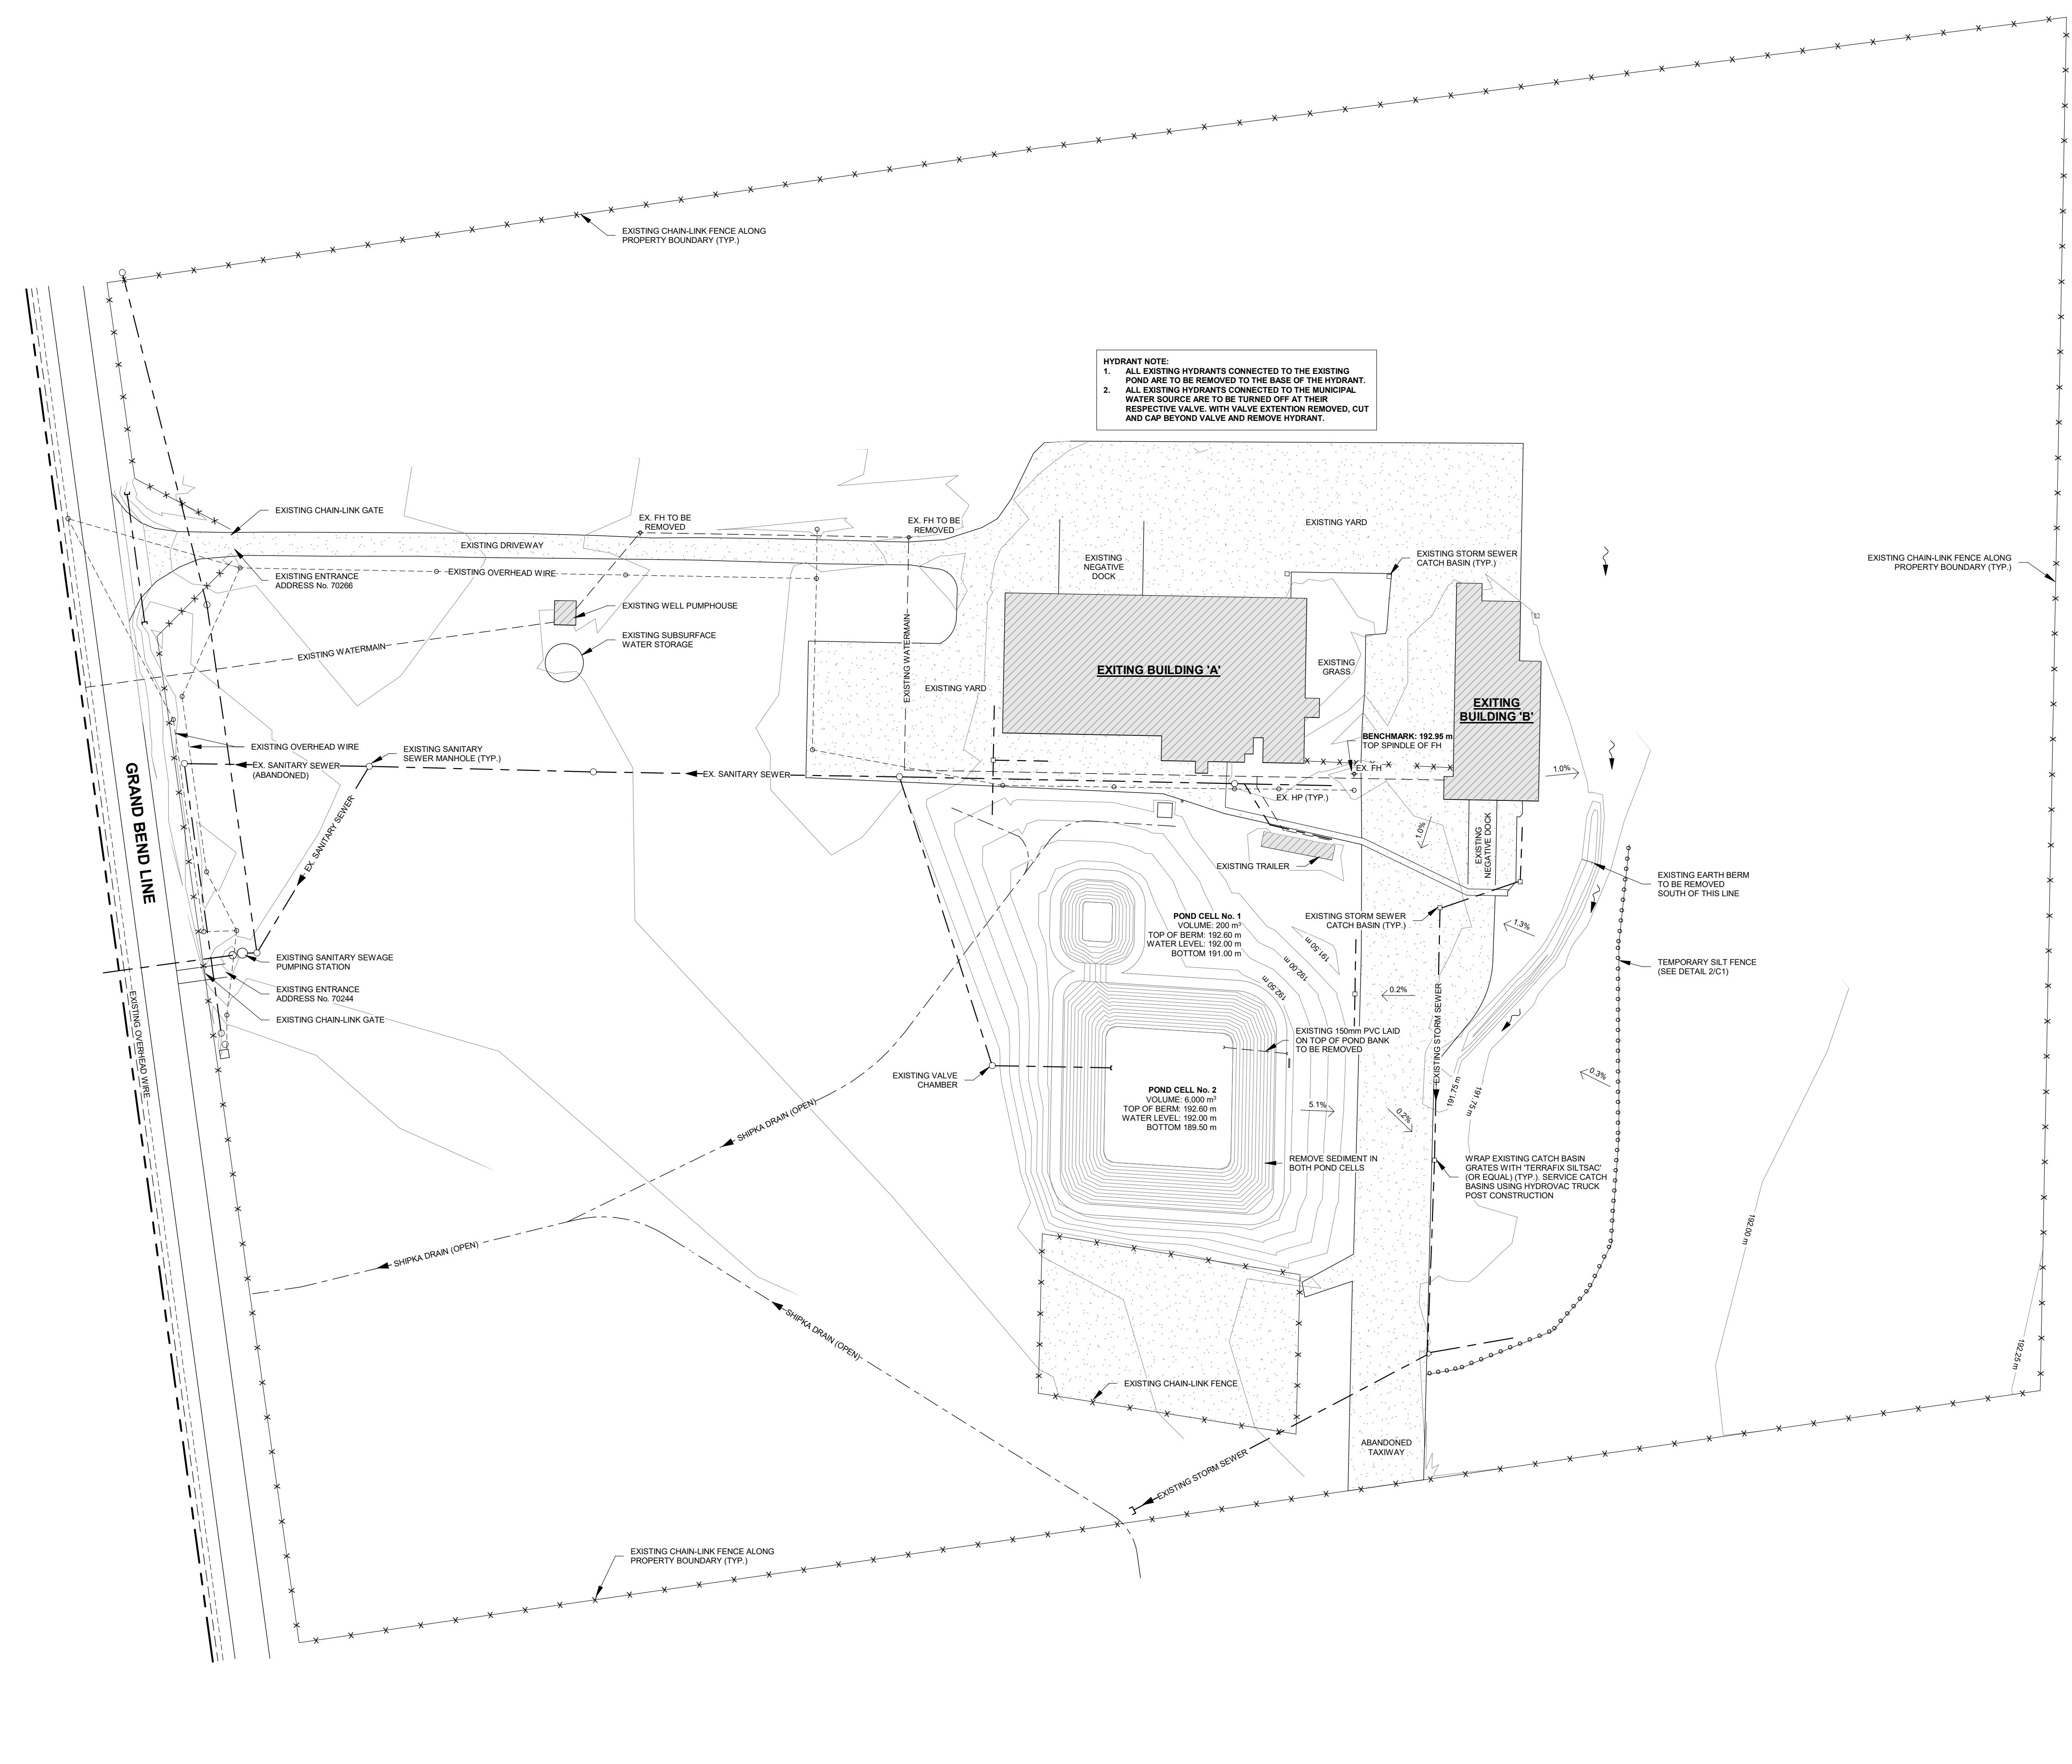 EXISTING CHAIN-LINK FENCE ALONG
PROPERTY BOUNDARY (TYP.)
HYDRANT NOTE:
1. ALL EXISTING HYDRANTS CONNECTED TO THE EXISTING
POND ARE TO BE REMOVED TO THE BASE OF THE HYDRANT.
2. ALL EXISTING HYDRANTS CONNECTED TO THE MUNICIPAL
WATER SOURCE ARE TO BE TURNED OFF AT THEIR
RESPECTIVE VALVE. WITH VALVE EXTENTION REMOVED, CUT
AND CAP BEYOND VALVE AND REMOVE HYDRANT.
EXISTING CHAIN-LINK GATE
EX. FH TO BE
REMOVED
EX. FH TO BE
REMOVED
EXISTING YARD
EXISTING DRIVEWAY
EXISTING STORM SEWER
CATCH BASIN (TYP.)
EXISTING
NEGATIVE
DOCK
EXISTING CHAIN-LINK FENCE ALONG
PROPERTY BOUNDARY (TYP.)
EXISTING OVERHEAD WIRE
EXISTING ENTRANCE
ADDRESS No. 70266
EXISTING WELL PUMPHOUSE
EXISTING SUBSURFACE
WATER STORAGE
EXISTING WATERMAIN
EXISTING WATERMAIN
EXITING BUILDING 'A'
EXISTING
GRASS
EXISTING YARD
EXITING
BUILDING 'B'
BENCHMARK: 192.95 m
TOP SPINDLE OF FH
EX. FH
EXISTING OVERHEAD WIRE
EXISTING SANITARY
SEWER MANHOLE (TYP.)
EX. SANITARY SEWER
(ABANDONED)
EX. SANITARY SEWER
1.0%
EX. HP (TYP.)
GRAND BEND LINE
EX. SANITARY SEWER
1.0%
EXISTING
NEGATIVE DOCK
EXISTING TRAILER
EXISTING EARTH BERM
TO BE REMOVED
SOUTH OF THIS LINE
POND CELL No. 1
VOLUME: 200 m³
TOP OF BERM: 192.60 m
WATER LEVEL: 192.00 m
BOTTOM 191.00 m
EXISTING STORM SEWER
CATCH BASIN (TYP.)
1.3%
191.50 m
192.00 m
192.50 m
EXISTING SANITARY SEWAGE
PUMPING STATION
TEMPORARY SILT FENCE
(SEE DETAIL 2/C1)
EXISTING ENTRANCE
ADDRESS No. 70244
0.2%
EXISTING CHAIN-LINK GATE
EXISTING OVERHEAD WIRE
EXISTING STORM SEWER
EXISTING 150mm PVC LAID
ON TOP OF POND BANK
TO BE REMOVED
EXISTING VALVE
CHAMBER
POND CELL No. 2
VOLUME: 6,000 m³
TOP OF BERM: 192.60 m
WATER LEVEL: 192.00 m
BOTTOM 189.50 m
0.3%
191.75 m
191.75 m
5.1%
0.2%
SHIPKA DRAIN (OPEN)
REMOVE SEDIMENT IN
BOTH POND CELLS
WRAP EXISTING CATCH BASIN
GRATES WITH 'TERRAFIX SILTSAC'
(OR EQUAL) (TYP.). SERVICE CATCH
BASINS USING HYDROVAC TRUCK
POST CONSTRUCTION
192.00 m
SHIPKA DRAIN (OPEN)
SHIPKA DRAIN (OPEN)
192.25 m
EXISTING CHAIN-LINK FENCE
ABANDONED
TAXIWAY
EXISTING STORM SEWER
EXISTING CHAIN-LINK FENCE ALONG
PROPERTY BOUNDARY (TYP.)